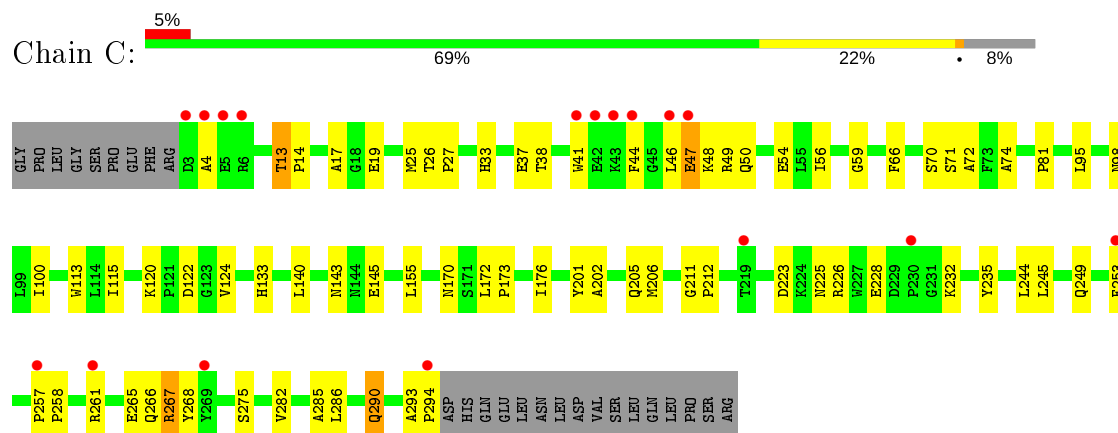 5%
Chain C:
69% 22% • 8%
GLY PRO LEU GLY SER PRO GLU PHE ARG D3 A4 E5 R6 T13 P14 A17 G18 E19 M25 T26 P27 H33 E37 T38 W41 E42 K43 F44 G45 L46 E47 K48 R49 Q50 E54 L55 I56 G59 F66 S70 S71 A72 F73 A74 P81 L95 N98
L99 I100 W113 L114 I115 K120 P121 D122 G123 V124 H133 L140 N143 N144 E145 L155 N170 S171 L172 P173 I176 Y201 A202 Q205 M206 G211 P212 T219 D223 K224 N225 R226 W227 E228 D229 P230 G231 K232 Y235 L244 L245 Q249
P257 P258 R261 E265 Q266 R267 Y268 Y269 S275 V282 A285 L286 Q290 A293 P294 ASP HIS GLN GLU LEU ASN LEU ASP VAL SER LEU GLN LEU PRO SER ARG